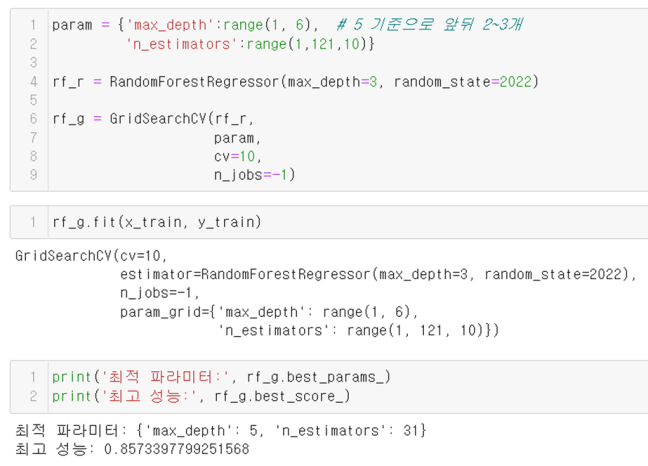 1 param = {'max_depth':range(1, 6),  # 5 기준으로 앞뒤 2~3개
2          'n_estimators':range(1,121,10)}
3
4 rf_r = RandomForestRegressor(max_depth=3, random_state=2022)
5
6 rf_g = GridSearchCV(rf_r,
7                     param,
8                     cv=10,
9                     n_jobs=-1)
1 rf_g.fit(x_train, y_train)
GridSearchCV(cv=10,
             estimator=RandomForestRegressor(max_depth=3, random_state=2022),
             n_jobs=-1,
             param_grid={'max_depth': range(1, 6),
                         'n_estimators': range(1, 121, 10)})
1 print('최적 파라미터:', rf_g.best_params_)
2 print('최고 성능:', rf_g.best_score_)
최적 파라미터: {'max_depth': 5, 'n_estimators': 31}
최고 성능: 0.8573397799251568